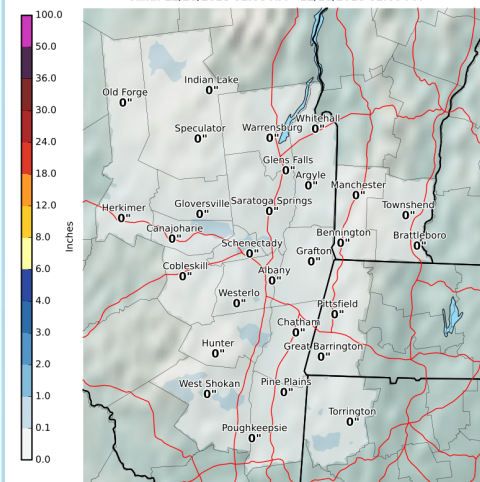 100.0
50.0
36.0
30.0
24.0
18.0
12.0
8.0
6.0
4.0
3.0
2.0
1.0
0.1
0.0
Inches
Indian Lake
0"
Old Forge
0"
Speculator
0"
Warrensburg
0"
Whitehall
0"
Glens Falls
0"
Argyle
0"
Manchester
0"
Herkimer
0"
Gloversville
0"
Saratoga Springs
0"
Townshend
0"
Canajoharie
0"
Schenectady
0"
Bennington
0"
Brattleboro
0"
Grafton
0"
Cobleskill
0"
Albany
0"
Westerlo
0"
Pittsfield
0"
Chatham
0"
Hunter
0"
Great Barrington
0"
West Shokan
0"
Pine Plains
0"
Torrington
0"
Poughkeepsie
0"